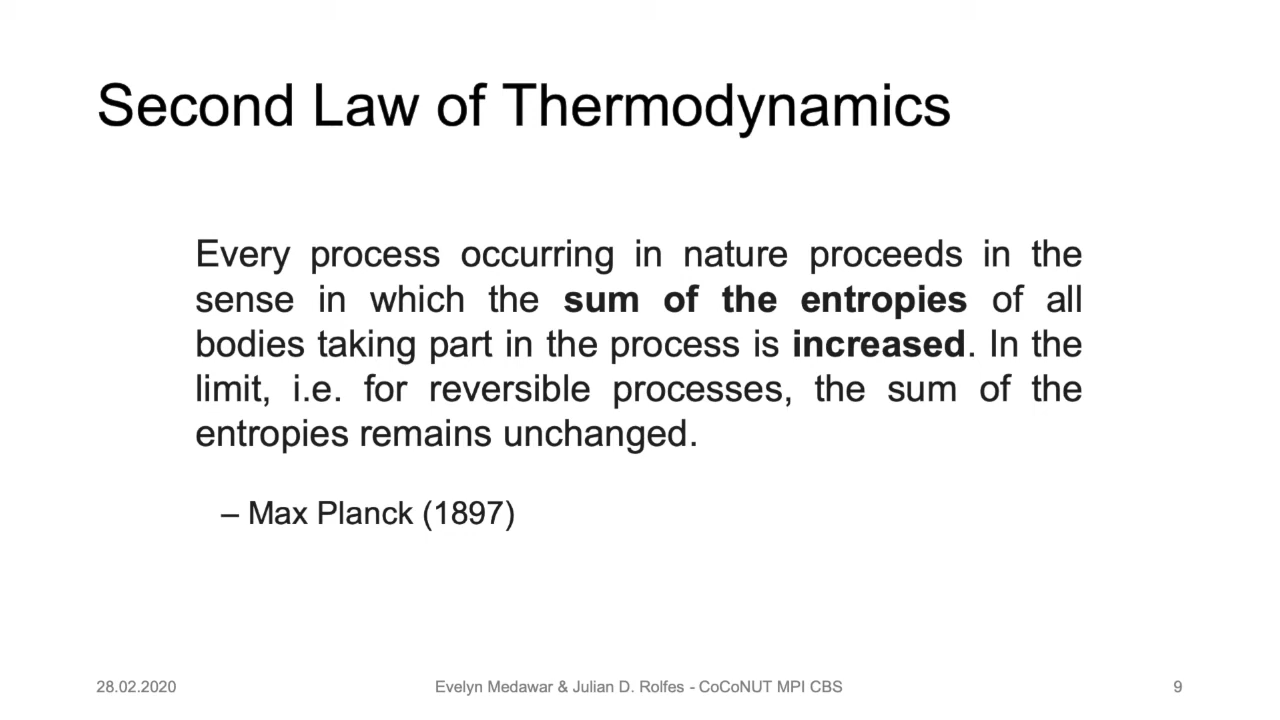 Second Law of Thermodynamics
Every process occurring in nature proceeds in the
sense in which the sum of the entropies of all
bodies taking part in the process is increased. In the
limit, i.e. for reversible processes, the sum of the
entropies remains unchanged.
– Max Planck (1897)
28.02.2020
Evelyn Medawar & Julian D. Rolfes - CoCoNUT MPI CBS
9